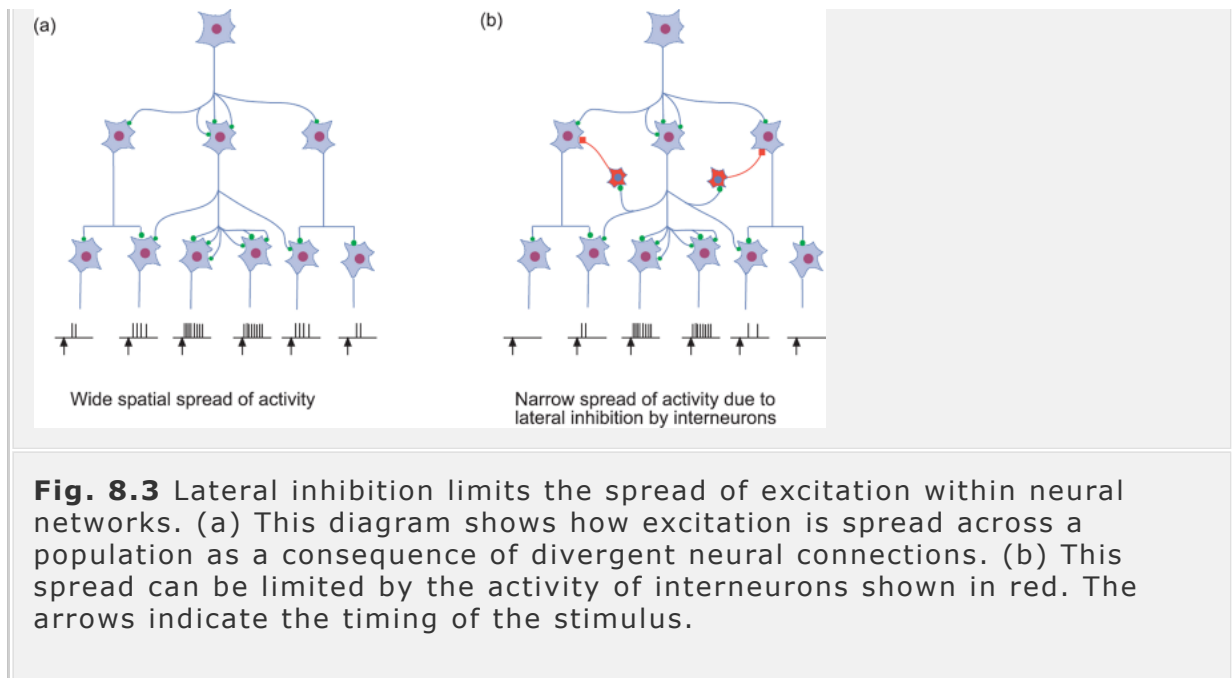 (a)
(b)
Wide spatial spread of activity
Narrow spread of activity due to
lateral inhibition by interneurons
Fig. 8.3 Lateral inhibition limits the spread of excitation within neural
networks. (a) This diagram shows how excitation is spread across a
population as a consequence of divergent neural connections. (b) This
spread can be limited by the activity of interneurons shown in red. The
arrows indicate the timing of the stimulus.